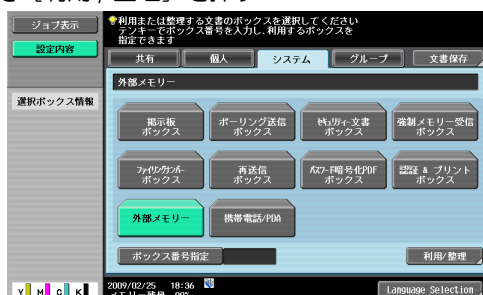 ジョブ表示
設定内容
選択ボックス情報
利用または整理する文書のボックスを選択してください
テンキーでボックス番号を入力し、利用するボックスを
指定できます
共有
個人
システム
グループ
文書保存
外部メモリー
掲示板
ボックス
ポーリング送信
ボックス
ｾｷｭﾘﾃｨｰ文書
ボックス
強制メモリー受信
ボックス
ﾌｧｲﾘﾝｸﾞﾅﾝﾊﾞｰ
ボックス
再送信
ボックス
ﾊﾟｽﾜｰﾄﾞ暗号化PDF
ボックス
認証 & プリント
ボックス
外部メモリー
携帯電話/PDA
ボックス番号指定
利用/整理
Y M C K
2009/02/25 18:36
メモリー残量 99%
Language Selection